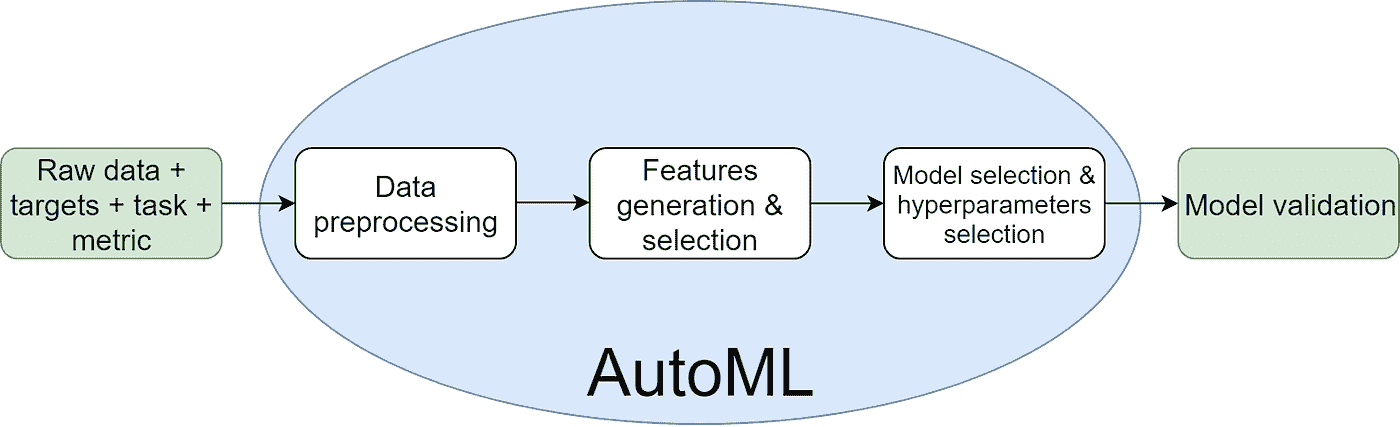 Raw data +
targets + task +
metric
Data
preprocessing
Features
generation &
selection
Model selection &
hyperparameters
selection
Model validation
AutoML